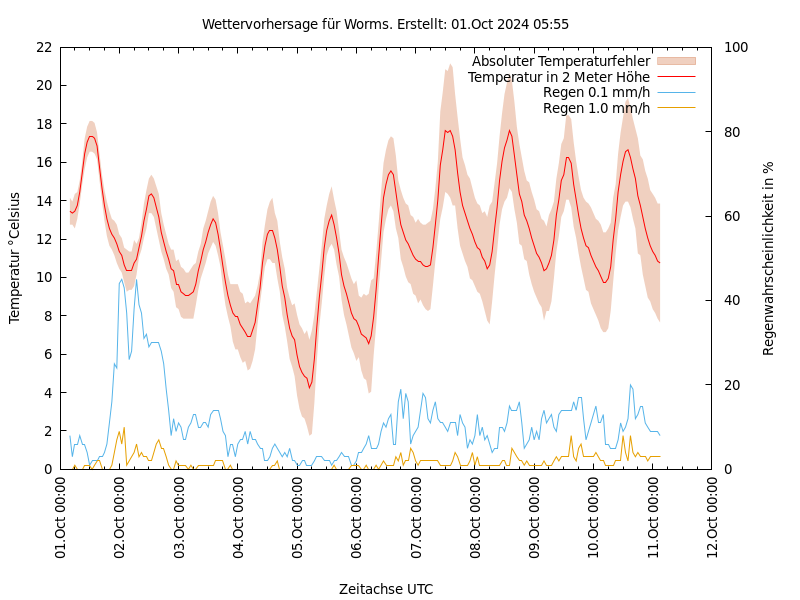 Wettervorhersage für Worms. Erstellt: 01.Oct 2024 05:55
Absoluter Temperaturfehler
Temperatur in 2 Meter Höhe
Regen 0.1 mm/h
Regen 1.0 mm/h
Temperatur °Celsius
22
20
18
16
14
12
10
8
6
4
2
0
100
80
60
40
20
0
Regenwahrscheinlichkeit in %
01.Oct 00:00
02.Oct 00:00
03.Oct 00:00
04.Oct 00:00
05.Oct 00:00
06.Oct 00:00
07.Oct 00:00
08.Oct 00:00
09.Oct 00:00
10.Oct 00:00
11.Oct 00:00
12.Oct 00:00
Zeitachse UTC